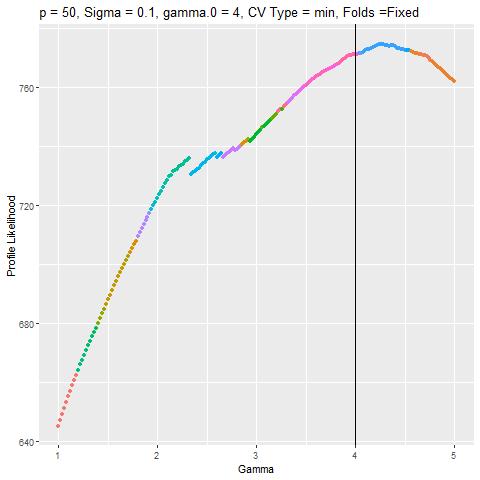 p = 50, Sigma = 0.1, gamma.0 = 4, CV Type = min, Folds =Fixed
760
720
680
640
Profile Likelihood
1 2 3 4 5
Gamma